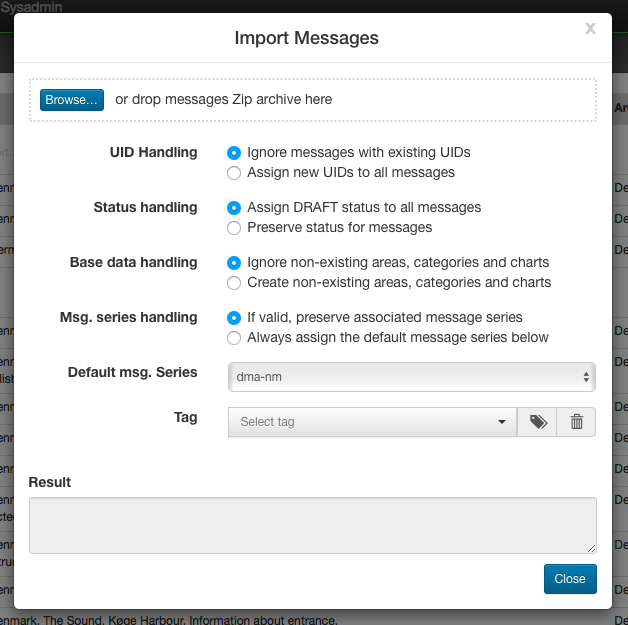 Sysadmin
Import Messages
x
Browse... or drop messages Zip archive here
UID Handling
Ignore messages with existing UIDs
Assign new UIDs to all messages
Status handling
Assign DRAFT status to all messages
Preserve status for messages
Base data handling
Ignore non-existing areas, categories and charts
Create non-existing areas, categories and charts
Msg. series handling
If valid, preserve associated message series
Always assign the default message series below
Default msg. Series
dma-nm
Tag
Select tag
Result
Close
enmark. The Sound. Køge Harbour. Information about entrance.